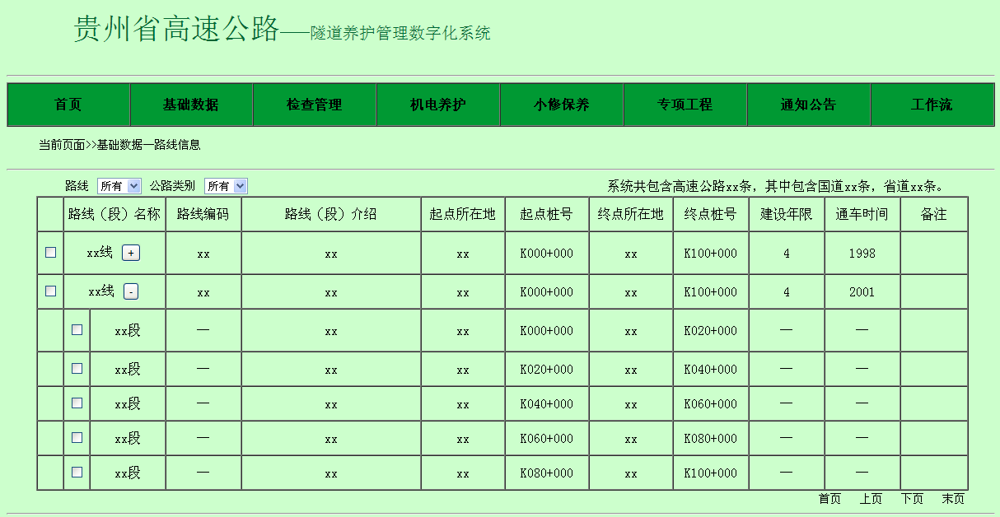 贵州省高速公路——隧道养护管理数字化系统
首页 基础数据 检查管理 机电养护 小修保养 专项工程 通知公告 工作流
当前页面>>基础数据—路线信息
路线 所有 公路类别 所有 系统共包含高速公路xx条，其中包含国道xx条，省道xx条。
路线（段）名称 路线编码 路线（段）介绍 起点所在地 起点桩号 终点所在地 终点桩号 建设年限 通车时间 备注
xx线 + xx xx xx K000+000 xx K100+000 4 1998
xx线 - xx xx xx K000+000 xx K100+000 4 2001
xx段 — xx xx K000+000 xx K020+000 — —
xx段 — xx xx K020+000 xx K040+000 — —
xx段 — xx xx K040+000 xx K060+000 — —
xx段 — xx xx K060+000 xx K080+000 — —
xx段 — xx xx K080+000 xx K100+000 — —
首页 上页 下页 末页